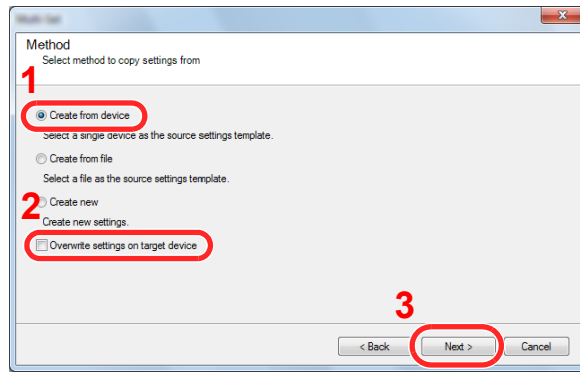 Multi-Set
Method
Select method to copy settings from
1
Create from device
Select a single device as the source settings template.
Create from file
Select a file as the source settings template.
2
Create new
Create new settings.
Overwrite settings on target device
3
< Back Next > Cancel